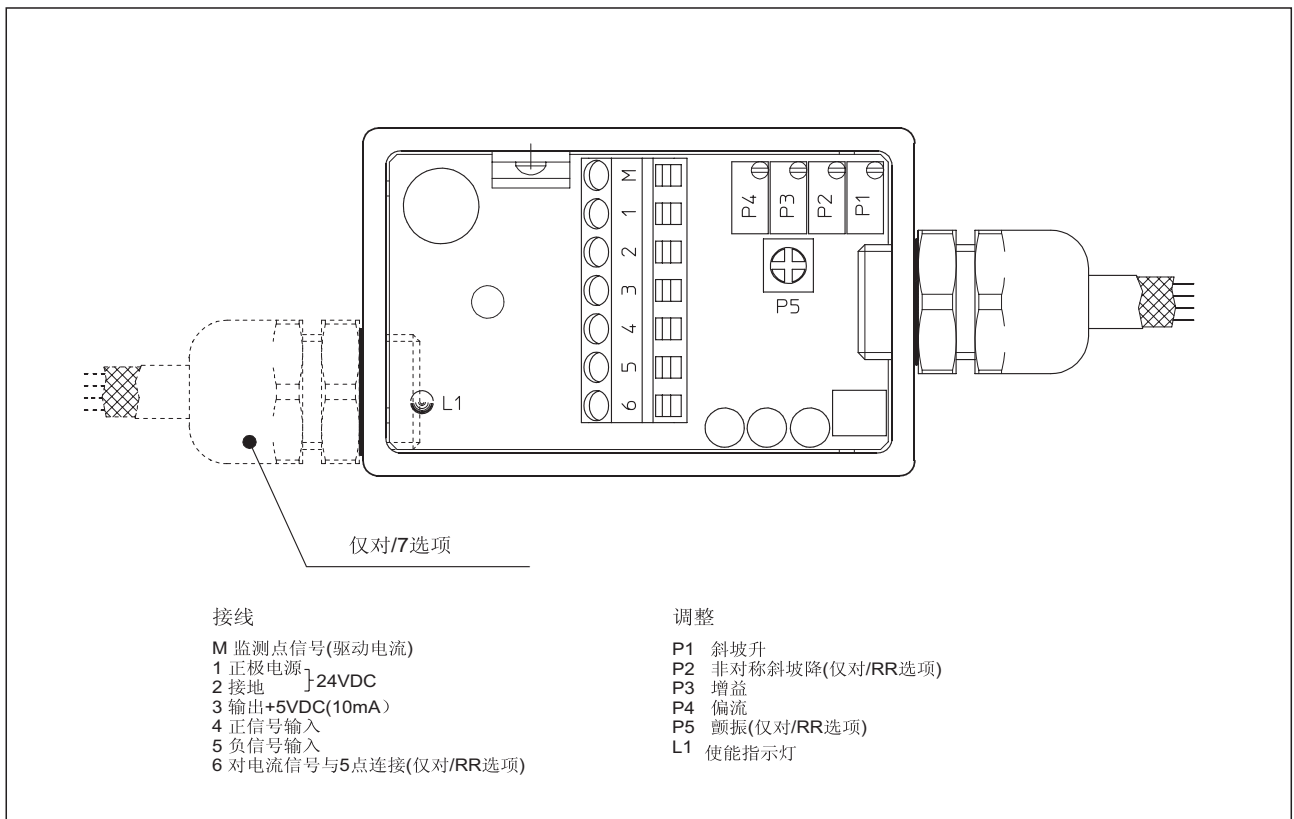 M
1
2
3
4
5
6
P4
P3
P2
P1
P5
L1
仅对/7选项
接线
M 监测点信号(驱动电流)
1 正极电源
2 接地
24VDC
3 输出+5VDC(10mA）
4 正信号输入
5 负信号输入
6 对电流信号与5点连接(仅对/RR选项)
调整
P1 斜坡升
P2 非对称斜坡降(仅对/RR选项)
P3 增益
P4 偏流
P5 颤振(仅对/RR选项)
L1 使能指示灯